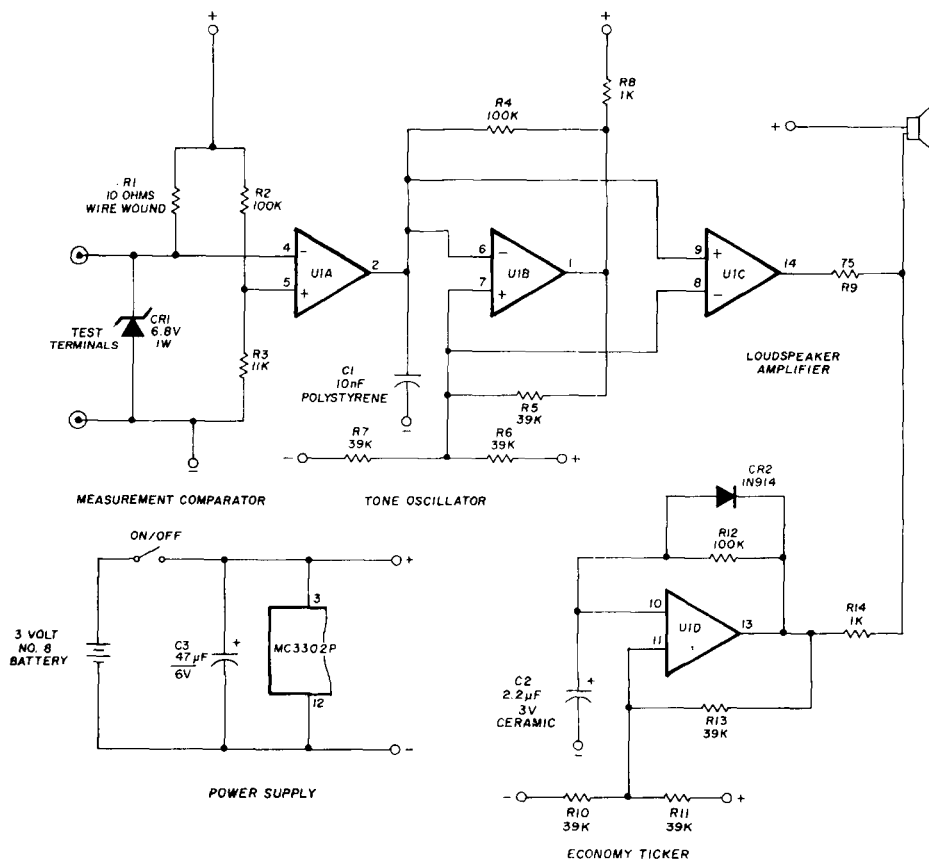 +
R1
10 OHMS
WIRE WOUND
R2
100K
4
-
5
+
U1A
2
TEST
TERMINALS
CR1
6.8V
1W
R3
11K
-
MEASUREMENT COMPARATOR
R4
100K
+
R8
1K
6
-
7
+
U1B
1
C1
10nF
POLYSTYRENE
-
R5
39K
R7
39K
-
R6
39K
+
TONE OSCILLATOR
9
+
8
-
U1C
14
75
R9
+
LOUDSPEAKER
AMPLIFIER
ON/OFF
3 VOLT
NO. 8
BATTERY
C3
47µF
6V
+
3
MC3302P
12
+
-
POWER SUPPLY
CR2
1N914
R12
100K
10
11
U1D
13
R14
1K
C2
2.2µF
3V
CERAMIC
+
-
R13
39K
-
R10
39K
R11
39K
+
ECONOMY TICKER